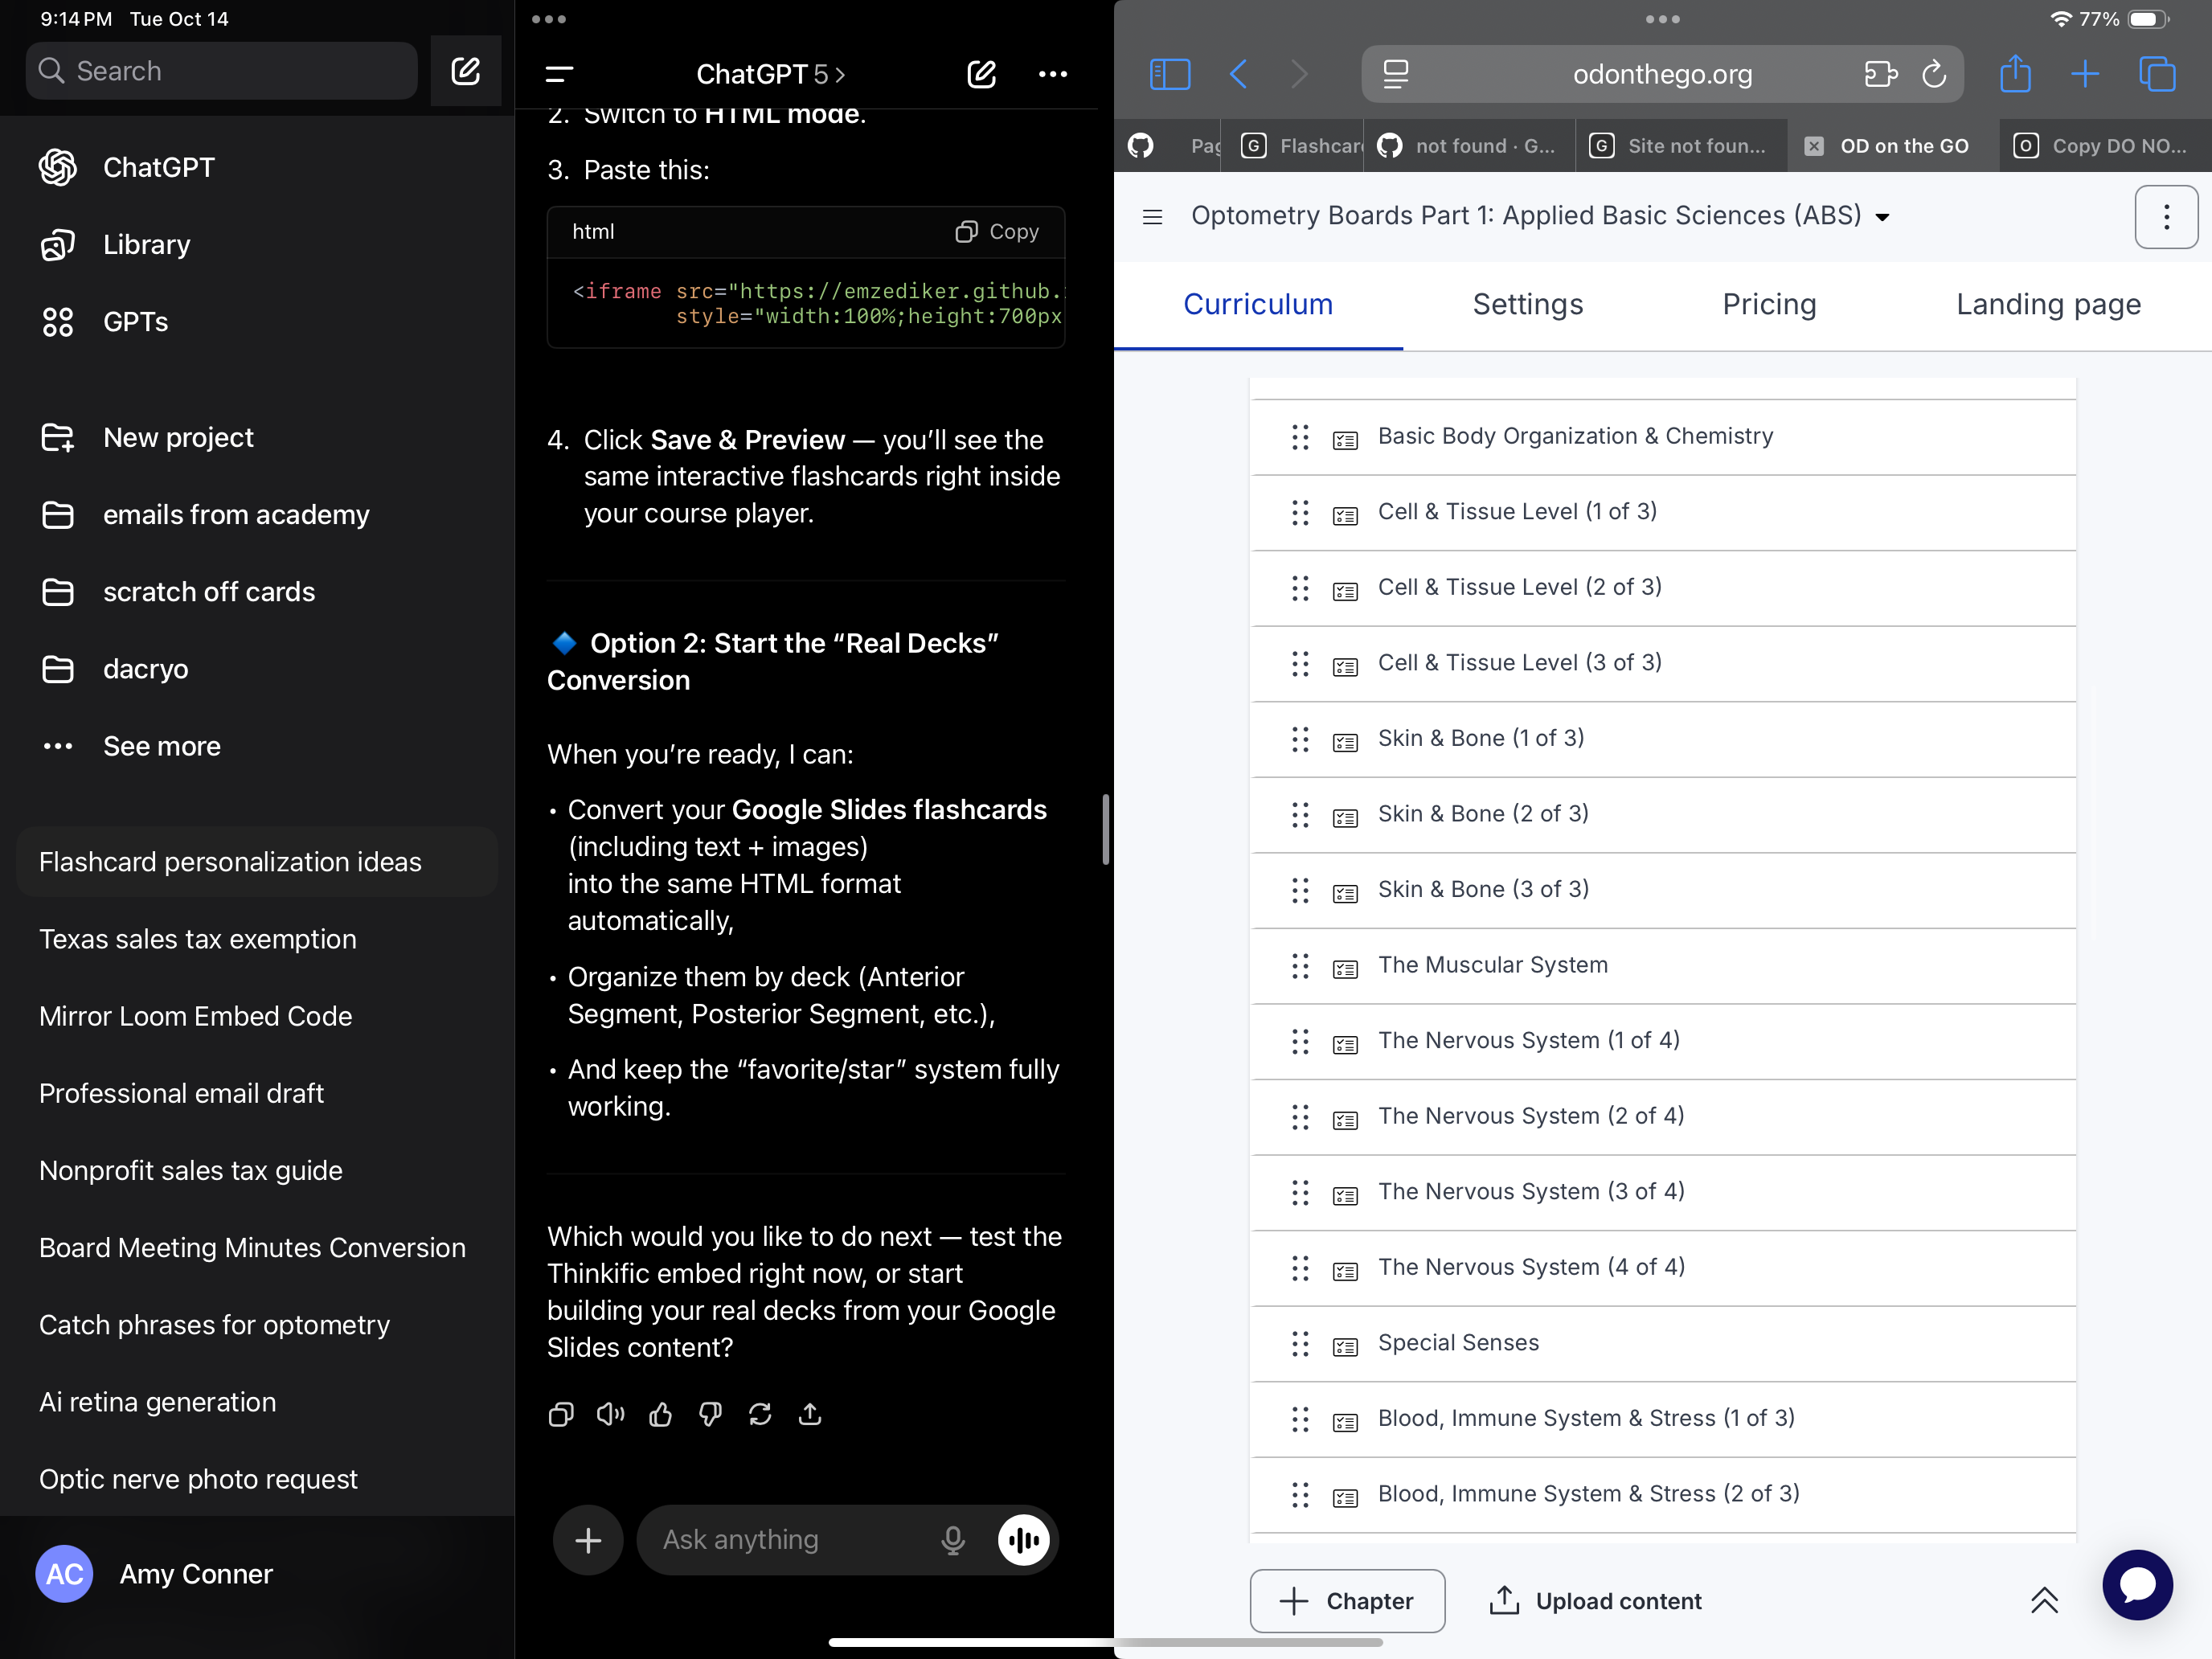 9:14 PM Tue Oct 14
Search
ChatGPT
Library
GPTs
New project
emails from academy
scratch off cards
dacryo
See more
Flashcard personalization ideas
Texas sales tax exemption
Mirror Loom Embed Code
Professional email draft
Nonprofit sales tax guide
Board Meeting Minutes Conversion
Catch phrases for optometry
Ai retina generation
Optic nerve photo request
AC Amy Conner
ChatGPT 5 >
2. Switch to HTML mode.
3. Paste this:
html Copy
<iframe src="https://emzediker.github.
style="width:100%;height:700px
4. Click Save & Preview — you’ll see the
same interactive flashcards right inside
your course player.
Option 2: Start the “Real Decks”
Conversion
When you’re ready, I can:
• Convert your Google Slides flashcards
(including text + images)
into the same HTML format
automatically,
• Organize them by deck (Anterior
Segment, Posterior Segment, etc.),
• And keep the “favorite/star” system fully
working.
Which would you like to do next — test the
Thinkific embed right now, or start
building your real decks from your Google
Slides content?
Ask anything
77%
odonthego.org
Pag
G Flashcar
not found · G...
G Site not foun...
OD on the GO
O Copy DO NO...
Optometry Boards Part 1: Applied Basic Sciences (ABS)
Curriculum Settings Pricing Landing page
Basic Body Organization & Chemistry
Cell & Tissue Level (1 of 3)
Cell & Tissue Level (2 of 3)
Cell & Tissue Level (3 of 3)
Skin & Bone (1 of 3)
Skin & Bone (2 of 3)
Skin & Bone (3 of 3)
The Muscular System
The Nervous System (1 of 4)
The Nervous System (2 of 4)
The Nervous System (3 of 4)
The Nervous System (4 of 4)
Special Senses
Blood, Immune System & Stress (1 of 3)
Blood, Immune System & Stress (2 of 3)
Chapter
Upload content